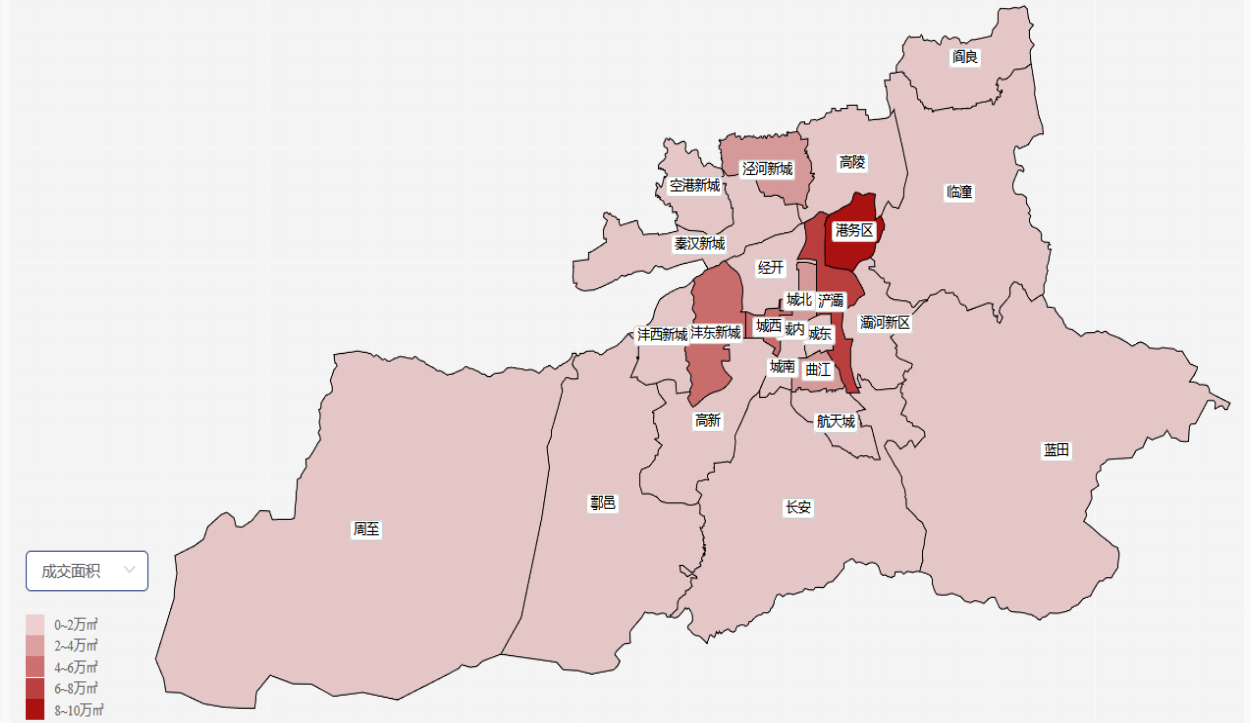 阎良
高陵
泾河新城
空港新城
临潼
港务区
秦汉新城
经开
城北
浐灞
灞河新区
沣西新城
沣东新城
城西
城内
城东
城南
曲江
高新
航天城
蓝田
鄠邑
长安
周至
成交面积
0~2万㎡
2~4万㎡
4~6万㎡
6~8万㎡
8~10万㎡